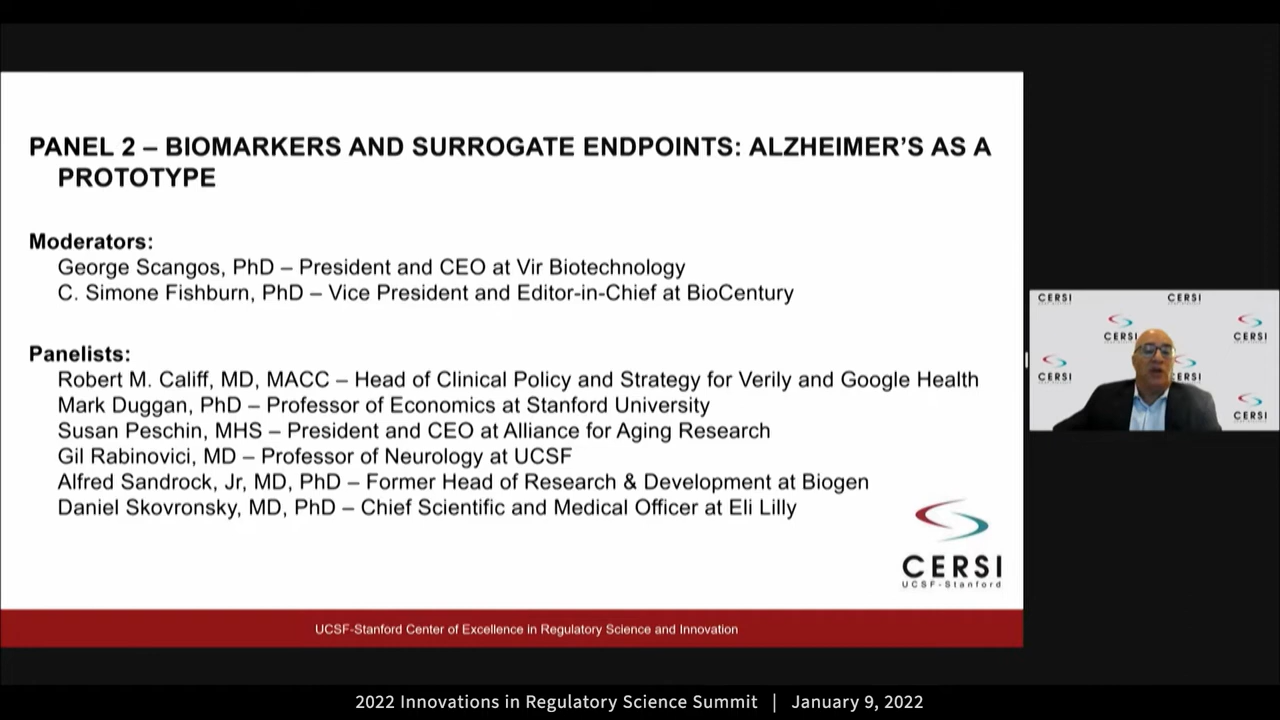 PANEL 2 – BIOMARKERS AND SURROGATE ENDPOINTS: ALZHEIMER’S AS A
PROTOTYPE
Moderators:
George Scangos, PhD – President and CEO at Vir Biotechnology
C. Simone Fishburn, PhD – Vice President and Editor-in-Chief at BioCentury
Panelists:
Robert M. Califf, MD, MACC – Head of Clinical Policy and Strategy for Verily and Google Health
Mark Duggan, PhD – Professor of Economics at Stanford University
Susan Peschin, MHS – President and CEO at Alliance for Aging Research
Gil Rabinovici, MD – Professor of Neurology at UCSF
Alfred Sandrock, Jr, MD, PhD – Former Head of Research & Development at Biogen
Daniel Skovronsky, MD, PhD – Chief Scientific and Medical Officer at Eli Lilly
CERSI
UCSF-Stanford
UCSF-Stanford Center of Excellence in Regulatory Science and Innovation
CERSI CERSI
CERSI CERSI
CERSI CERSI
CERSI
2022 Innovations in Regulatory Science Summit | January 9, 2022